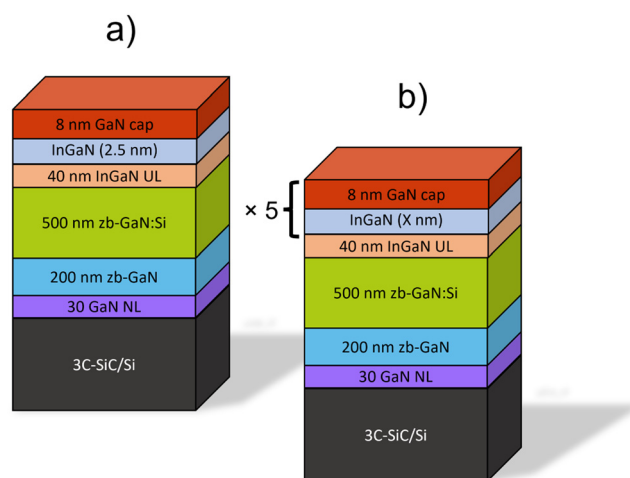 a)
8 nm GaN cap
InGaN (2.5 nm)
40 nm InGaN UL
500 nm zb-GaN:Si
200 nm zb-GaN
30 GaN NL
3C-SiC/Si
b)
× 5
8 nm GaN cap
InGaN (X nm)
40 nm InGaN UL
500 nm zb-GaN:Si
200 nm zb-GaN
30 GaN NL
3C-SiC/Si